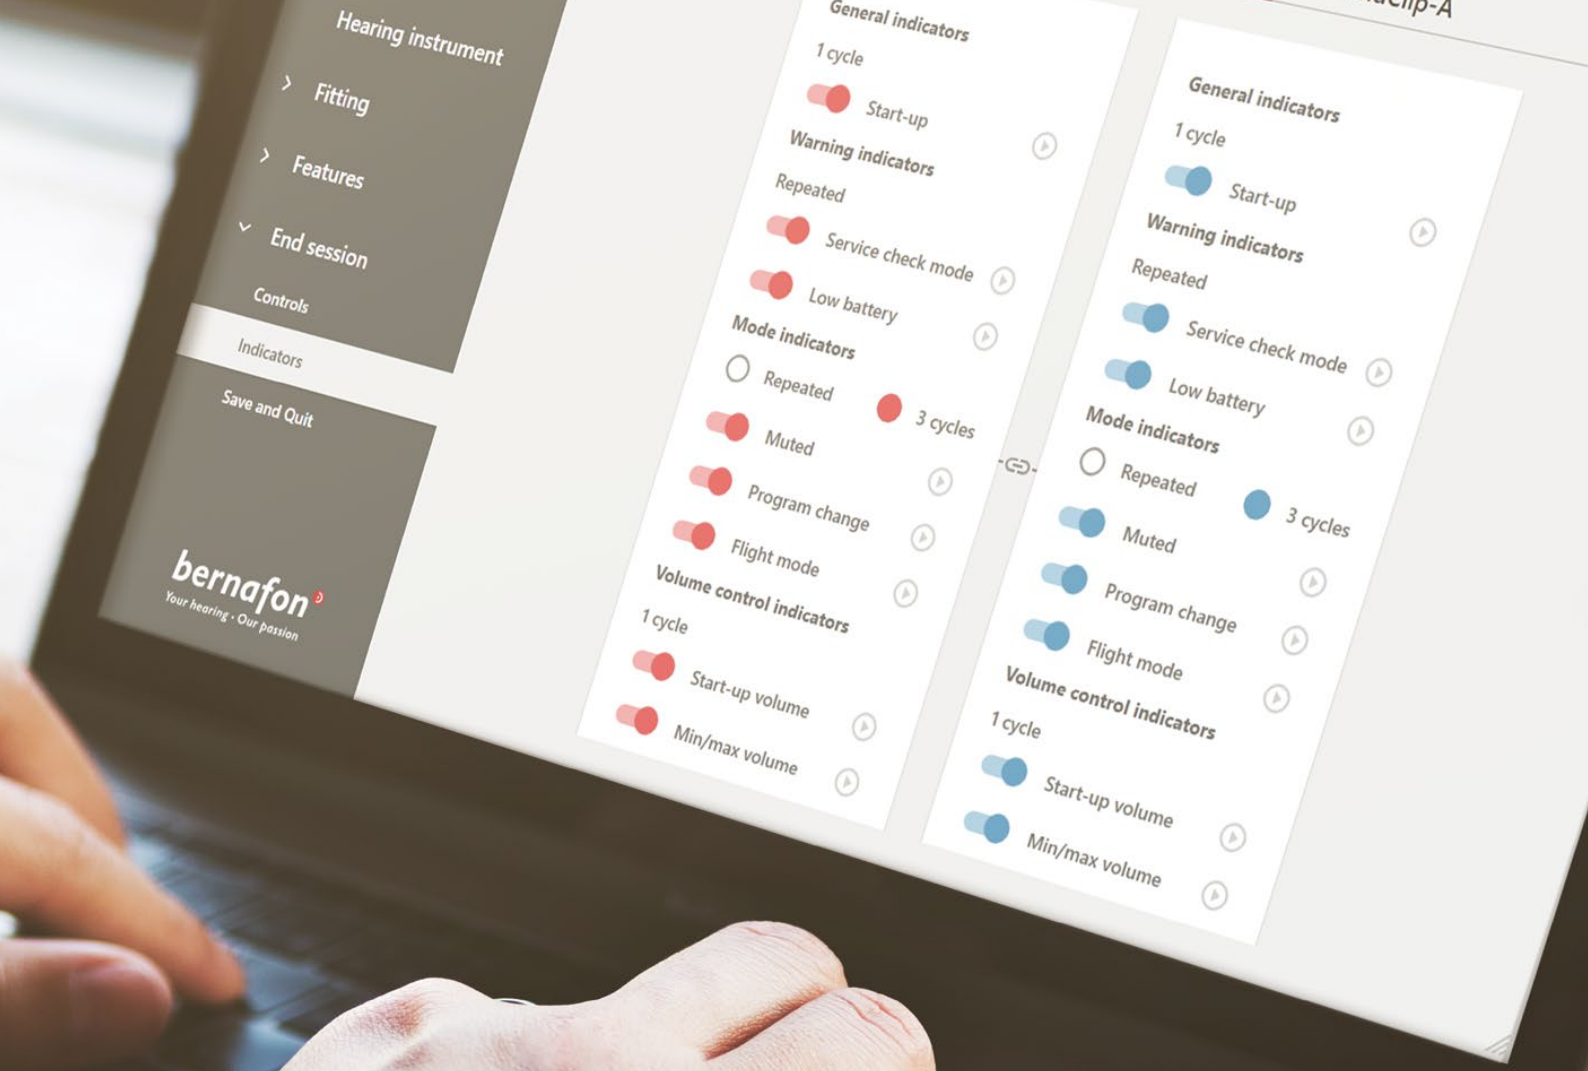 Hearing instrument
Fitting
Features
End session
Controls
Indicators
Save and Quit
bernafon
Your hearing • Our passion
General indicators
1 cycle
Start-up
Warning indicators
Repeated
Service check mode
Low battery
Mode indicators
Repeated
3 cycles
Muted
Program change
Flight mode
Volume control indicators
1 cycle
Start-up volume
Min/max volume
General indicators
1 cycle
Start-up
Warning indicators
Repeated
Service check mode
Low battery
Mode indicators
Repeated
3 cycles
Muted
Program change
Flight mode
Volume control indicators
1 cycle
Start-up volume
Min/max volume